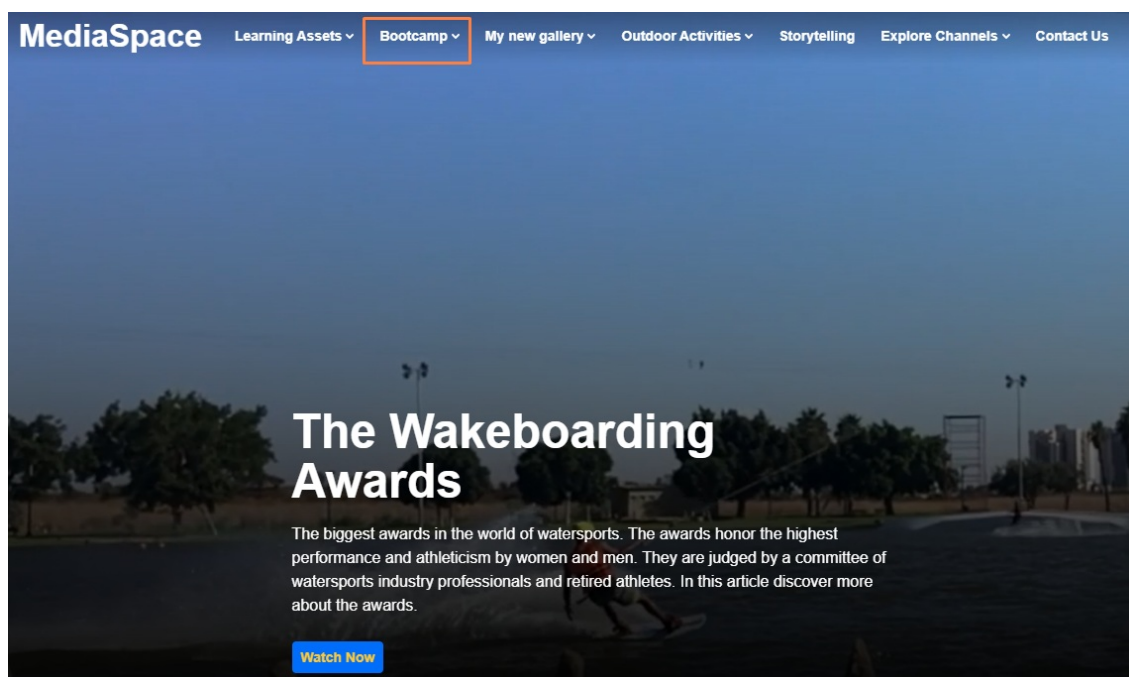 MediaSpace Learning Assets Bootcamp My new gallery Outdoor Activities Storytelling Explore Channels Contact Us
The Wakeboarding
Awards
The biggest awards in the world of watersports. The awards honor the highest
performance and athleticism by women and men. They are judged by a committee of
watersports industry professionals and retired athletes. In this article discover more
about the awards.
Watch Now